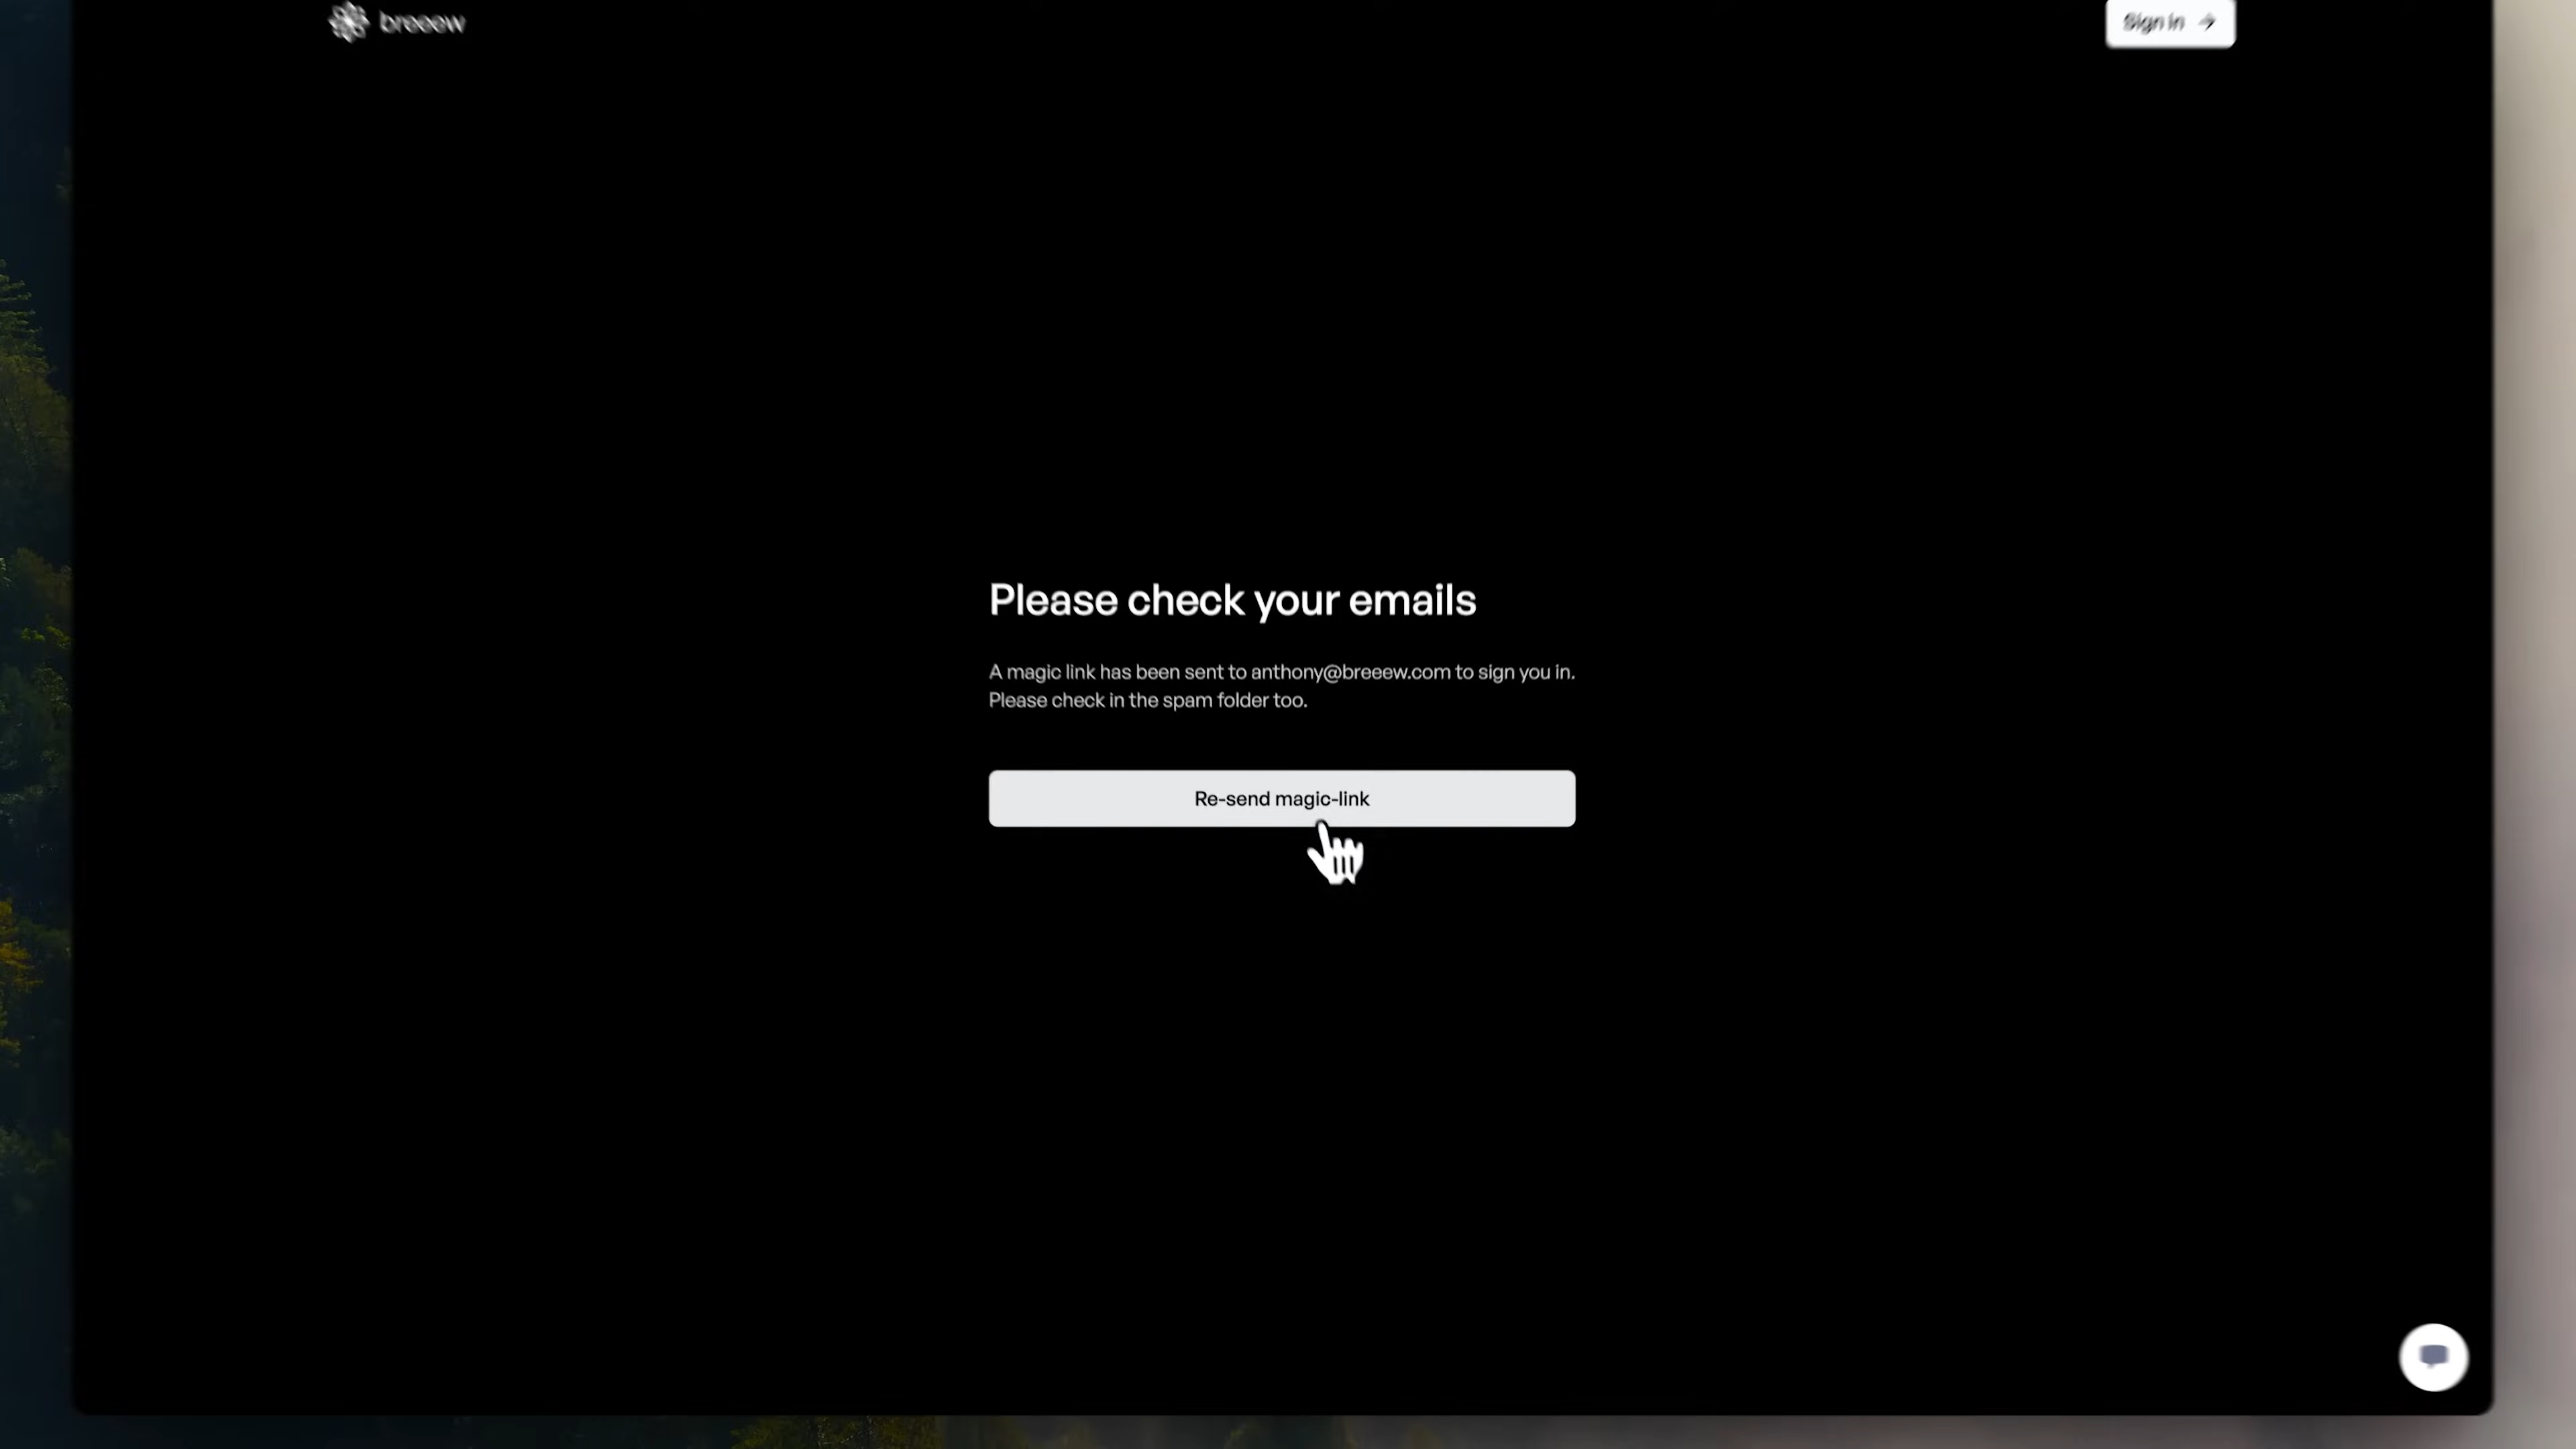 breeew
Sign in
Please check your emails
A magic link has been sent to anthony@breeew.com to sign you in.
Please check in the spam folder too.
Re-send magic-link